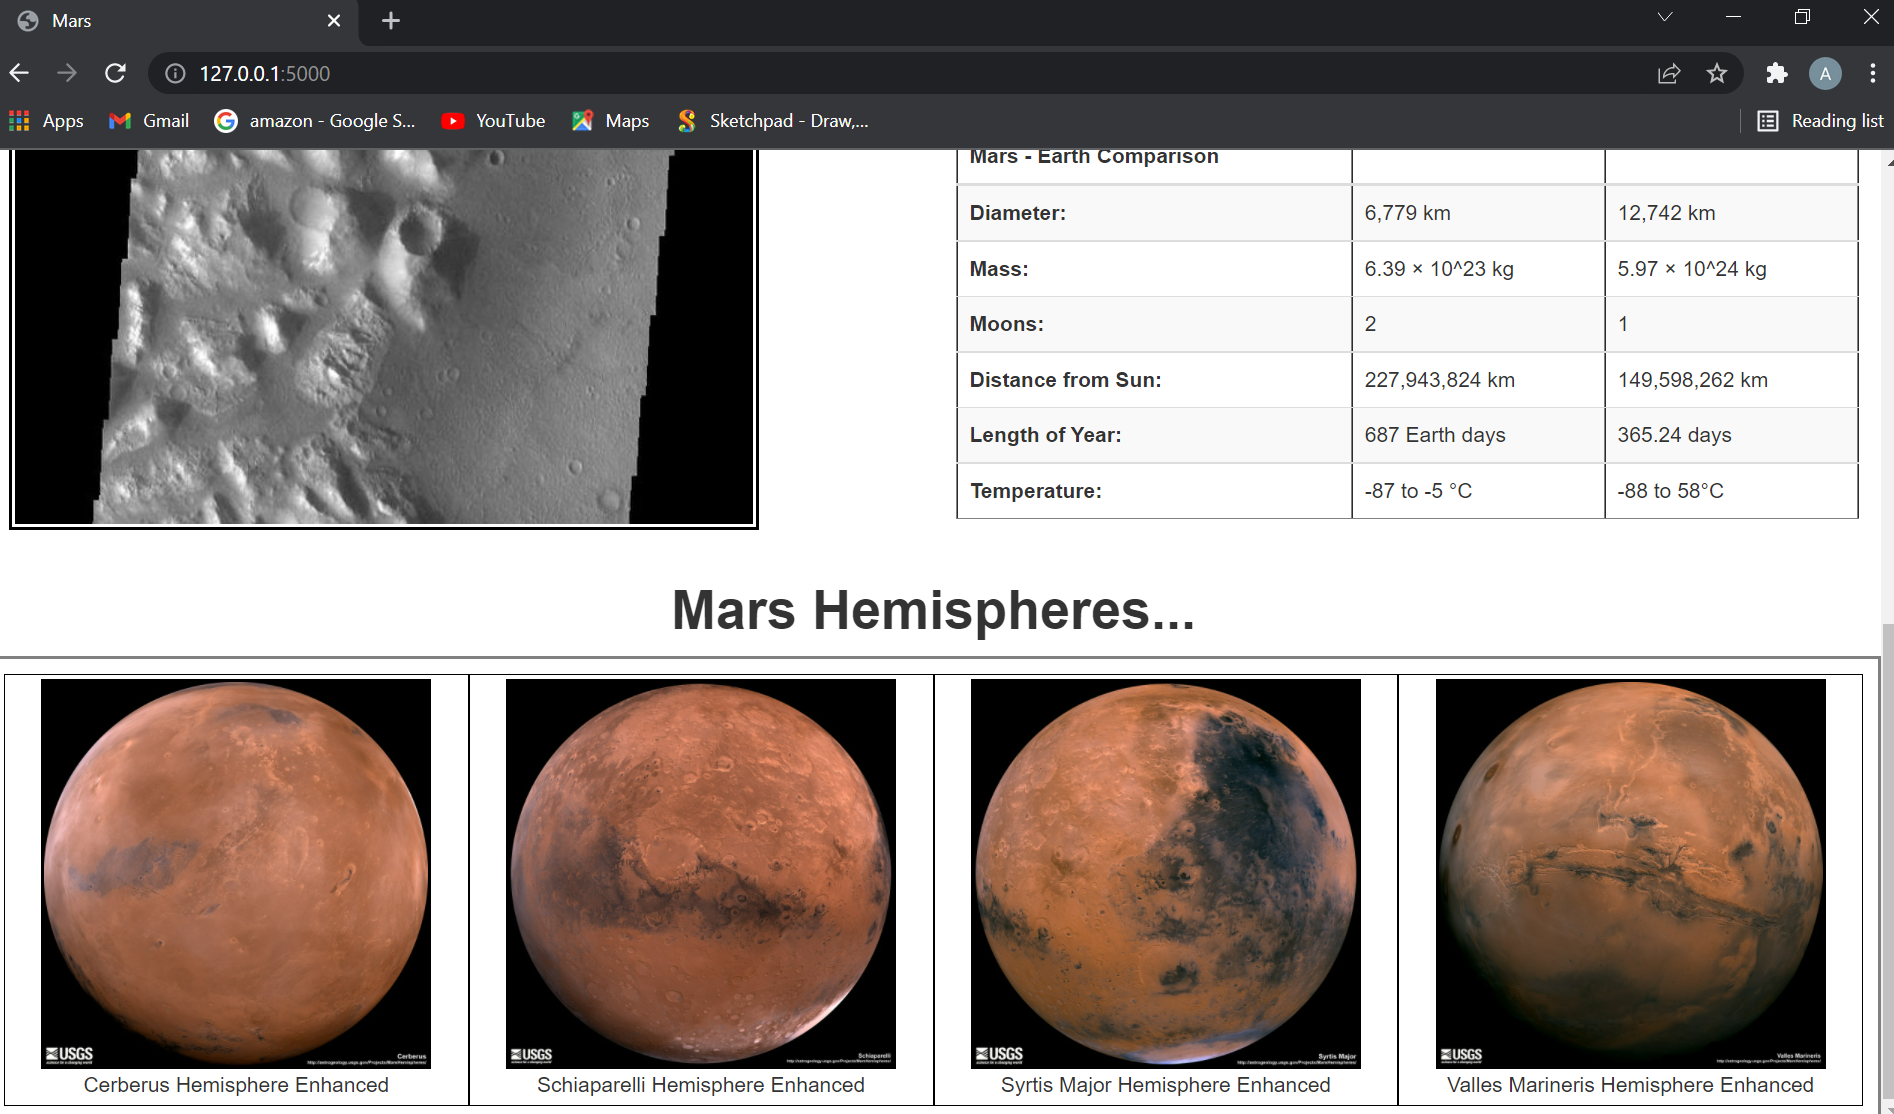 Mars
127.0.0.1:5000
A
Apps
Gmail
amazon - Google S...
YouTube
Maps
Sketchpad - Draw,...
Reading list
Mars - Earth Comparison
Diameter: 6,779 km 12,742 km
Mass: 6.39 × 10^23 kg 5.97 × 10^24 kg
Moons: 2 1
Distance from Sun: 227,943,824 km 149,598,262 km
Length of Year: 687 Earth days 365.24 days
Temperature: -87 to -5 °C -88 to 58°C
Mars Hemispheres...
USGS
Cerberus
Cerberus Hemisphere Enhanced
USGS
Schiaparelli
Schiaparelli Hemisphere Enhanced
USGS
Syrtis Major
Syrtis Major Hemisphere Enhanced
USGS
Valles Marineris
Valles Marineris Hemisphere Enhanced